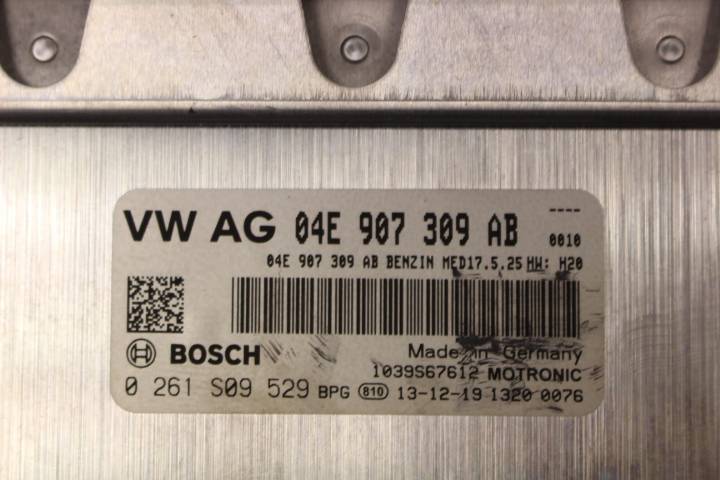 VW AG 04E 907 309 AB ----
0010
04E 907 309 AB BENZIN MED17.5.25 HW: H20
BOSCH Made in Germany
1039S67612 MOTRONIC
0 261 S09 529 BPG 810 13-12-19 1320 0076